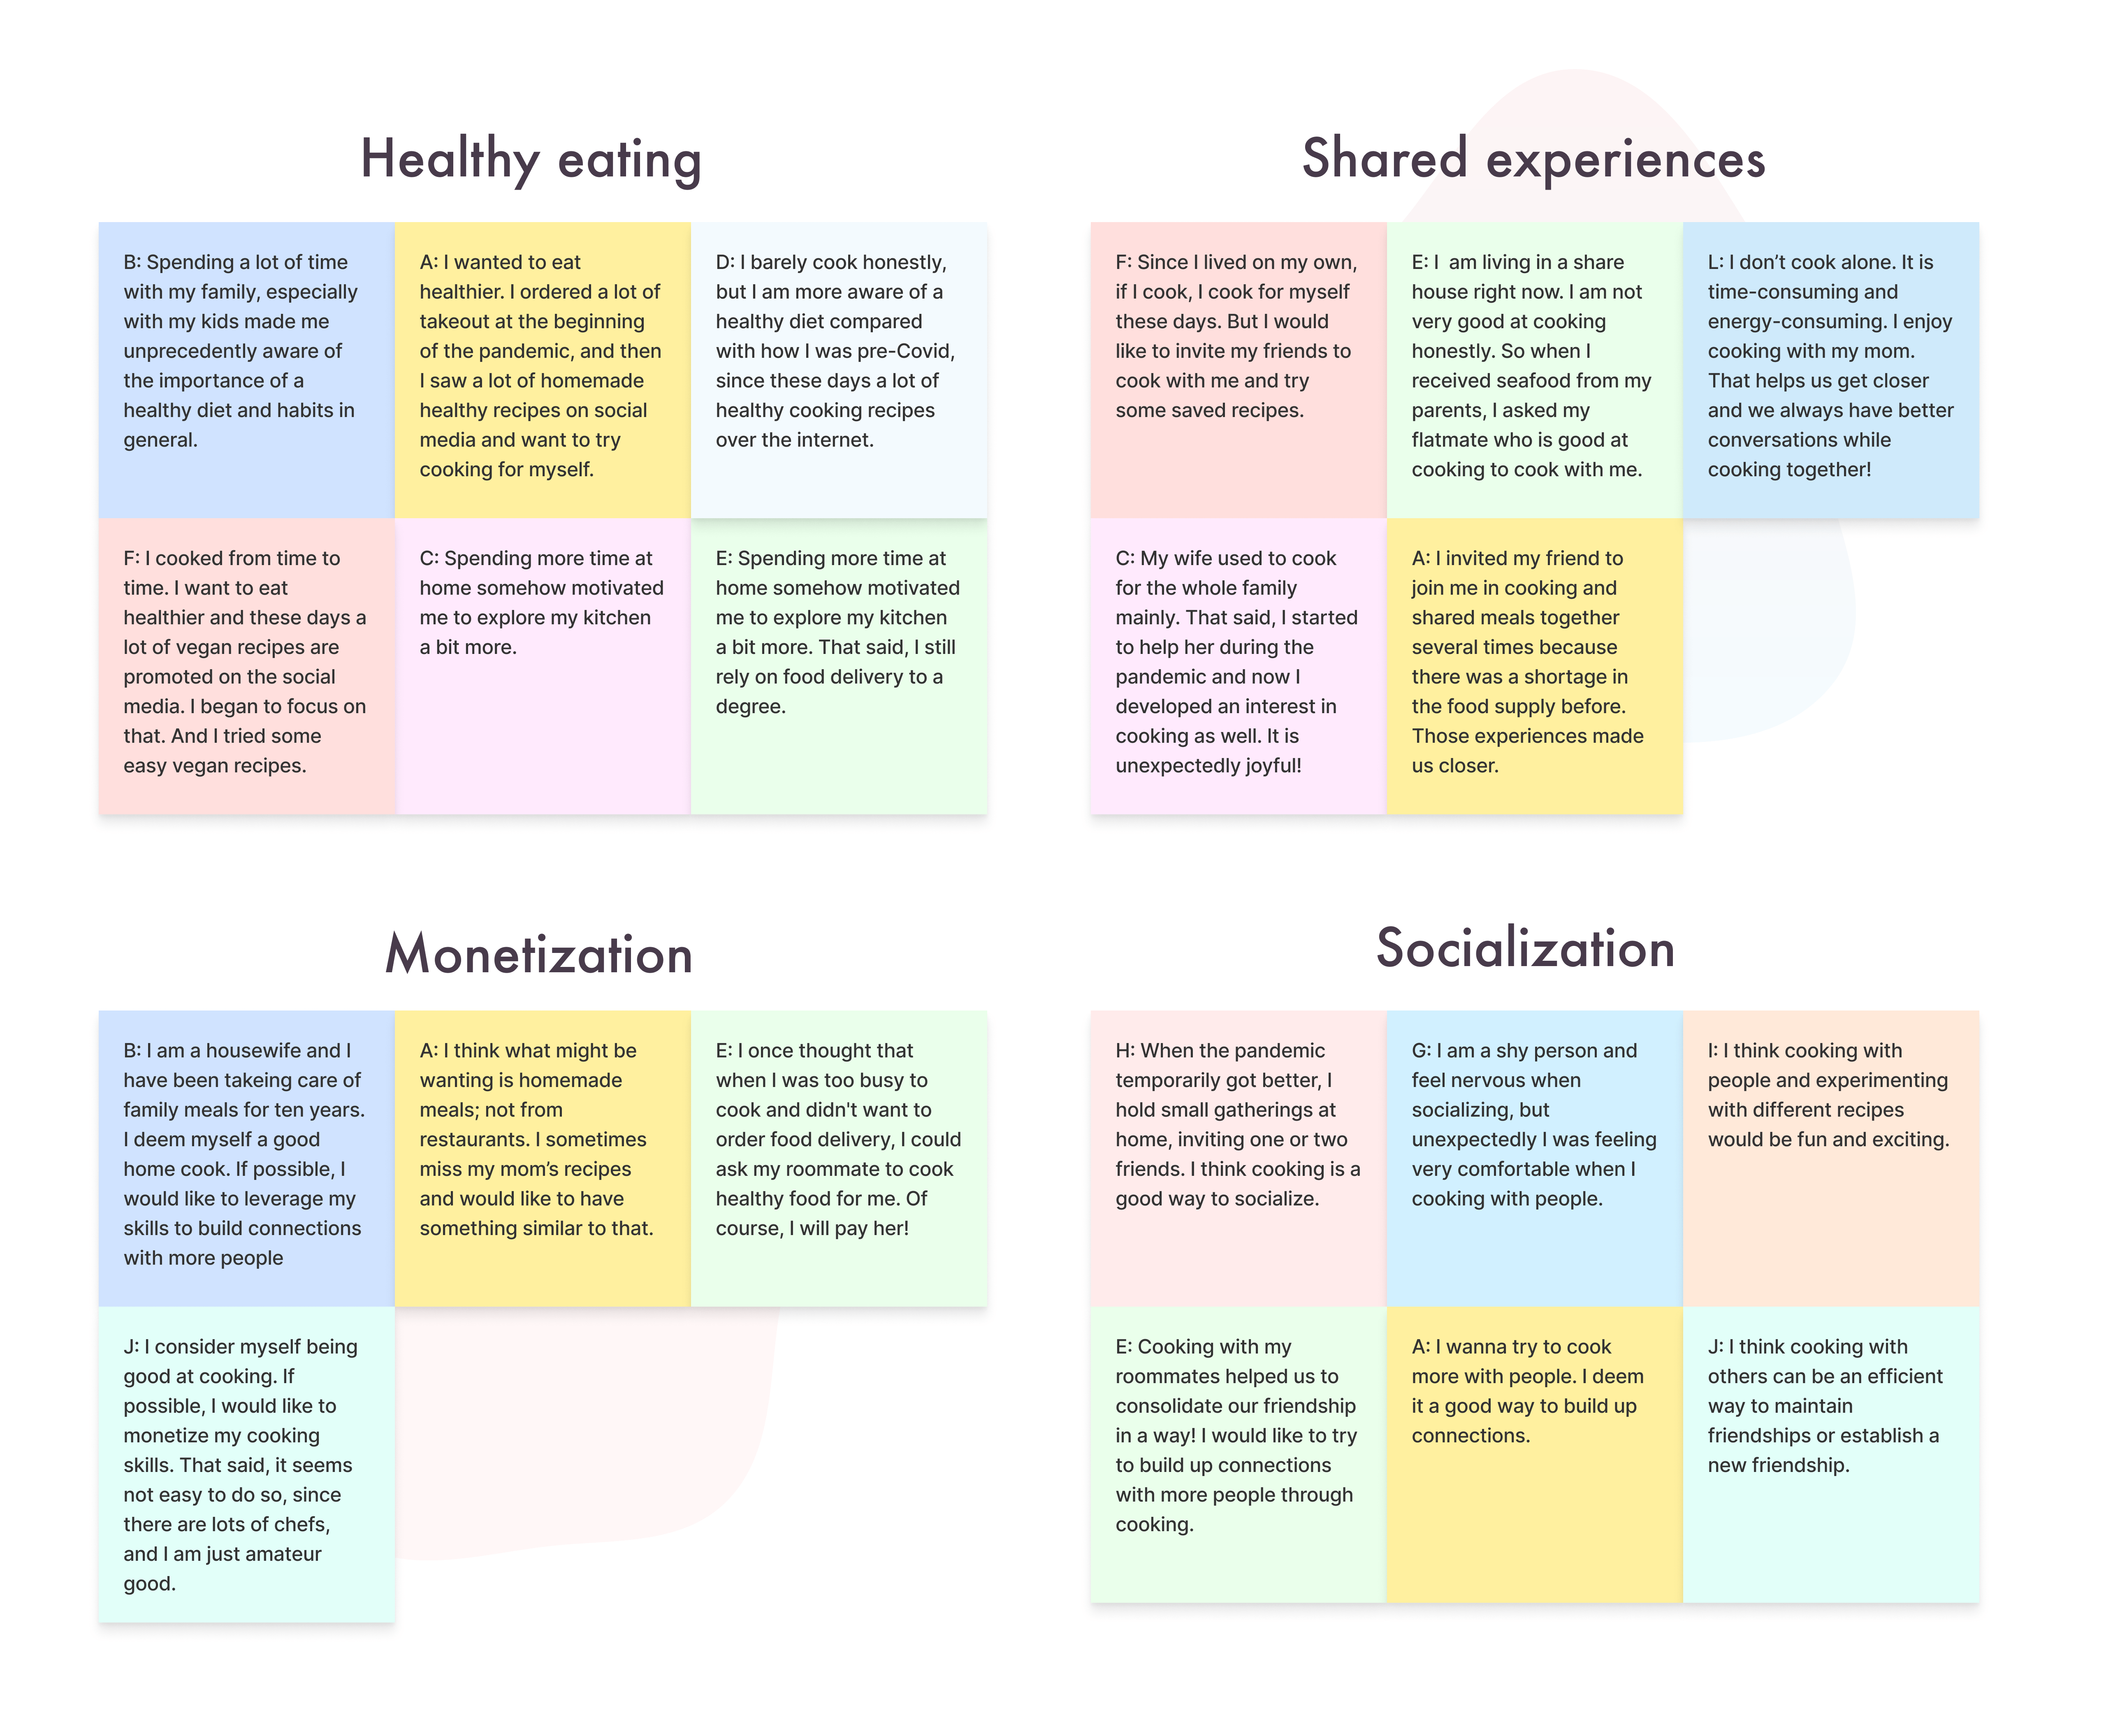 Healthy eating
B: Spending a lot of time
with my family, especially
with my kids made me
unprecedently aware of
the importance of a
healthy diet and habits in
general.
A: I wanted to eat
healthier. I ordered a lot of
takeout at the beginning
of the pandemic, and then
I saw a lot of homemade
healthy recipes on social
media and want to try
cooking for myself.
D: I barely cook honestly,
but I am more aware of a
healthy diet compared
with how I was pre-Covid,
since these days a lot of
healthy cooking recipes
over the internet.
F: I cooked from time to
time. I want to eat
healthier and these days a
lot of vegan recipes are
promoted on the social
media. I began to focus on
that. And I tried some
easy vegan recipes.
C: Spending more time at
home somehow motivated
me to explore my kitchen
a bit more.
E: Spending more time at
home somehow motivated
me to explore my kitchen
a bit more. That said, I still
rely on food delivery to a
degree.
Shared experiences
F: Since I lived on my own,
if I cook, I cook for myself
these days. But I would
like to invite my friends to
cook with me and try
some saved recipes.
E: I  am living in a share
house right now. I am not
very good at cooking
honestly. So when I
received seafood from my
parents, I asked my
flatmate who is good at
cooking to cook with me.
L: I don’t cook alone. It is
time-consuming and
energy-consuming. I enjoy
cooking with my mom.
That helps us get closer
and we always have better
conversations while
cooking together!
C: My wife used to cook
for the whole family
mainly. That said, I started
to help her during the
pandemic and now I
developed an interest in
cooking as well. It is
unexpectedly joyful!
A: I invited my friend to
join me in cooking and
shared meals together
several times because
there was a shortage in
the food supply before.
Those experiences made
us closer.
Monetization
B: I am a housewife and I
have been takeing care of
family meals for ten years.
I deem myself a good
home cook. If possible, I
would like to leverage my
skills to build connections
with more people
A: I think what might be
wanting is homemade
meals; not from
restaurants. I sometimes
miss my mom’s recipes
and would like to have
something similar to that.
E: I once thought that
when I was too busy to
cook and didn't want to
order food delivery, I could
ask my roommate to cook
healthy food for me. Of
course, I will pay her!
J: I consider myself being
good at cooking. If
possible, I would like to
monetize my cooking
skills. That said, it seems
not easy to do so, since
there are lots of chefs,
and I am just amateur
good.
Socialization
H: When the pandemic
temporarily got better, I
hold small gatherings at
home, inviting one or two
friends. I think cooking is a
good way to socialize.
G: I am a shy person and
feel nervous when
socializing, but
unexpectedly I was feeling
very comfortable when I
cooking with people.
I: I think cooking with
people and experimenting
with different recipes
would be fun and exciting.
E: Cooking with my
roommates helped us to
consolidate our friendship
in a way! I would like to try
to build up connections
with more people through
cooking.
A: I wanna try to cook
more with people. I deem
it a good way to build up
connections.
J: I think cooking with
others can be an efficient
way to maintain
friendships or establish a
new friendship.